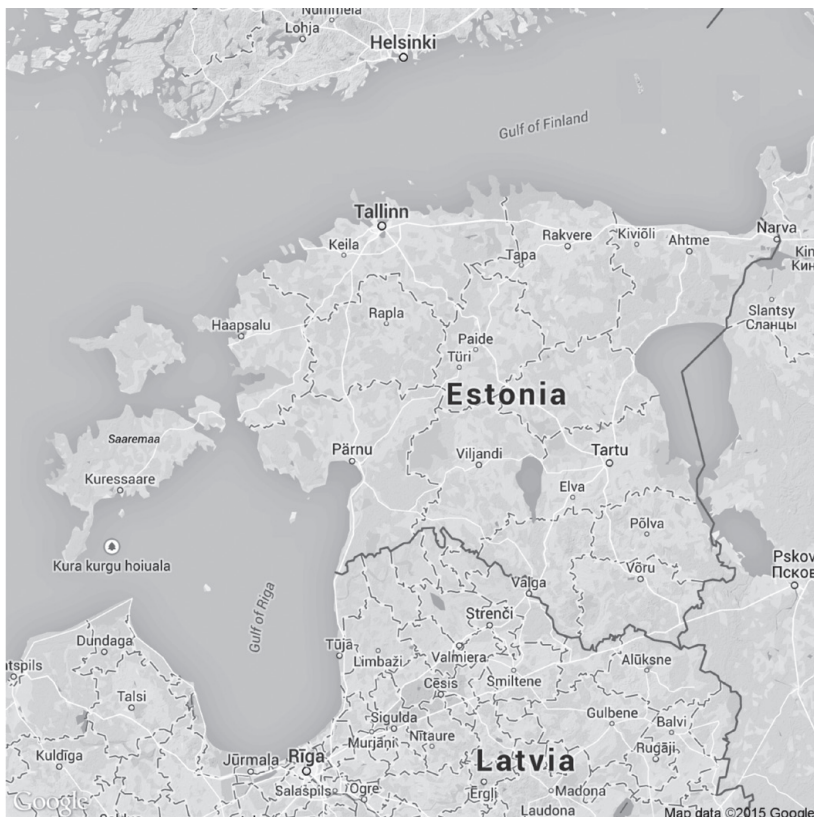 Nummela
Lohja
Helsinki
Gulf of Finland
Tallinn
Keila
Tapa
Rakvere
Kiviõli
Ahtme
Narva
Slantsy
Сланцы
Haapsalu
Rapla
Paide
Türi
Estonia
Saaremaa
Kuressaare
Pärnu
Viljandi
Tartu
Elva
Põlva
Võru
Pskov
Псков
Kura kurgu hoiuala
Gulf of Riga
Valga
Strenči
Dundaga
Tūja
Limbaži
Valmiera
Smiltene
Alūksne
Talsi
Cēsis
Sigulda
Murjāņi
Nītaure
Gulbene
Balvi
Rugāji
Kuldīga
Jūrmala
Rīga
Latvia
Salaspils
Ogre
Ērgļi
Madona
Laudona
Google
Map data ©2015 Google